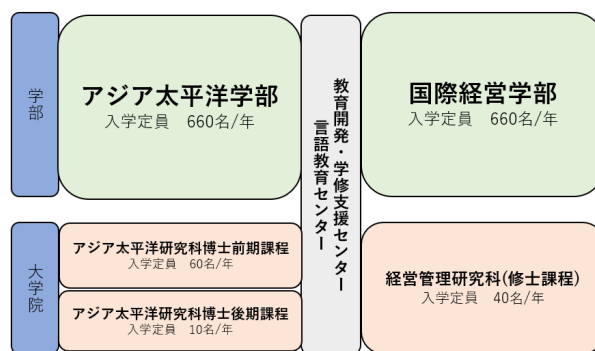 学部
アジア太平洋学部
入学定員　660名/年
教育開発・学修支援センター
言語教育センター
国際経営学部
入学定員　660名/年
大学院
アジア太平洋研究科博士前期課程
入学定員　60名/年
アジア太平洋研究科博士後期課程
入学定員　10名/年
経営管理研究科(修士課程)
入学定員　40名/年